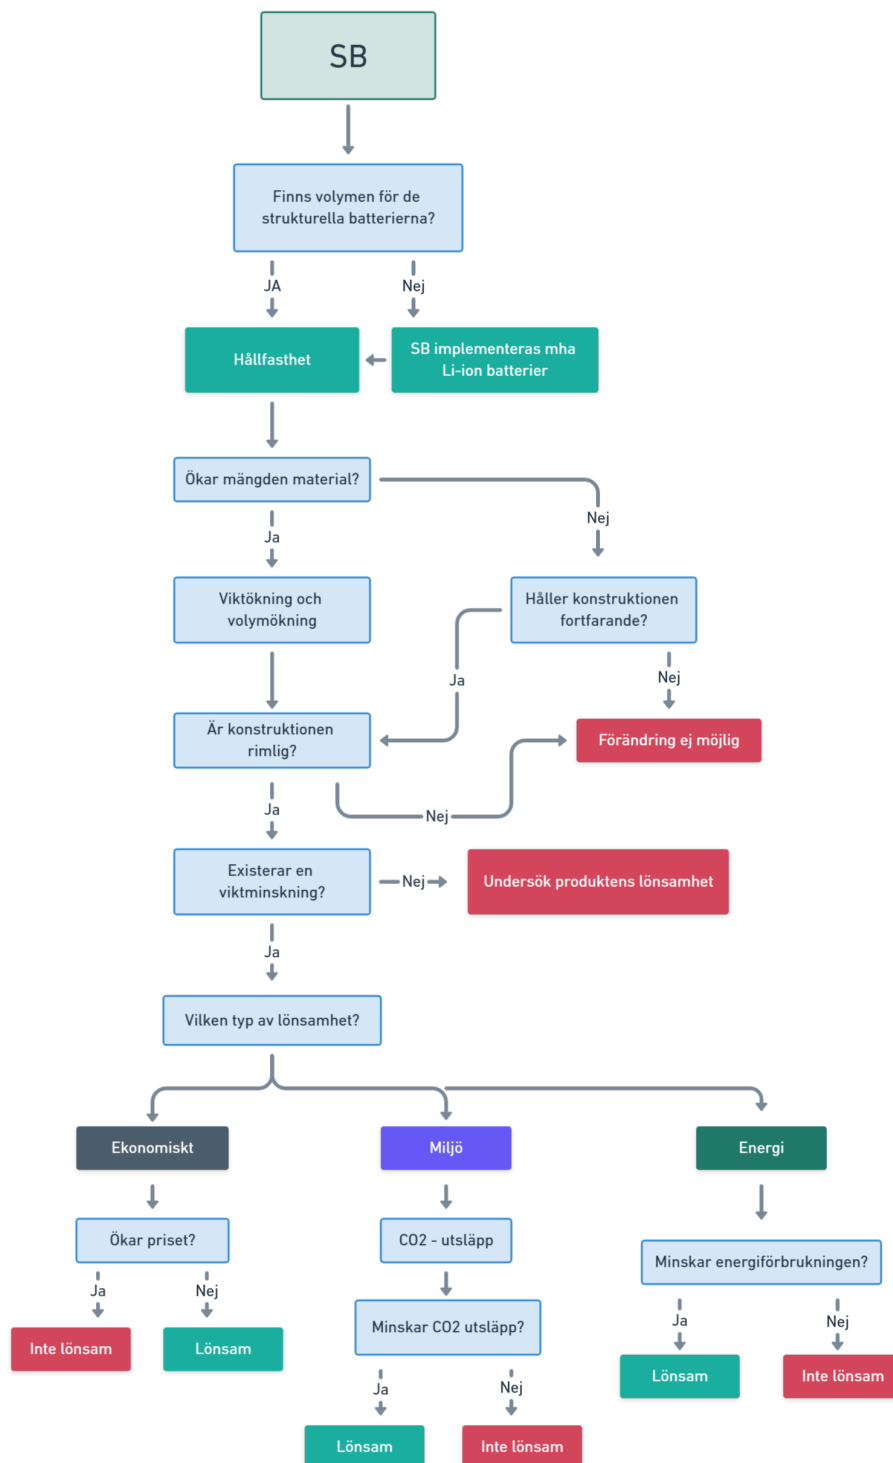 SB
Finns volymen för de
strukturella batterierna?
JA
Nej
Hållfasthet
SB implementeras mha
Li-ion batterier
Ökar mängden material?
Nej
Ja
Viktökning och
volymökning
Håller konstruktionen
fortfarande?
Ja
Nej
Är konstruktionen
rimlig?
Förändring ej möjlig
Ja
Nej
Existerar en
viktminskning?
Nej
Undersök produktens lönsamhet
Ja
Vilken typ av lönsamhet?
Ekonomiskt
Miljö
Energi
Ökar priset?
CO2 - utsläpp
Minskar energiförbrukningen?
Ja
Nej
Minskar CO2 utsläpp?
Ja
Nej
Inte lönsam
Lönsam
Lönsam
Inte lönsam
Ja
Nej
Lönsam
Inte lönsam